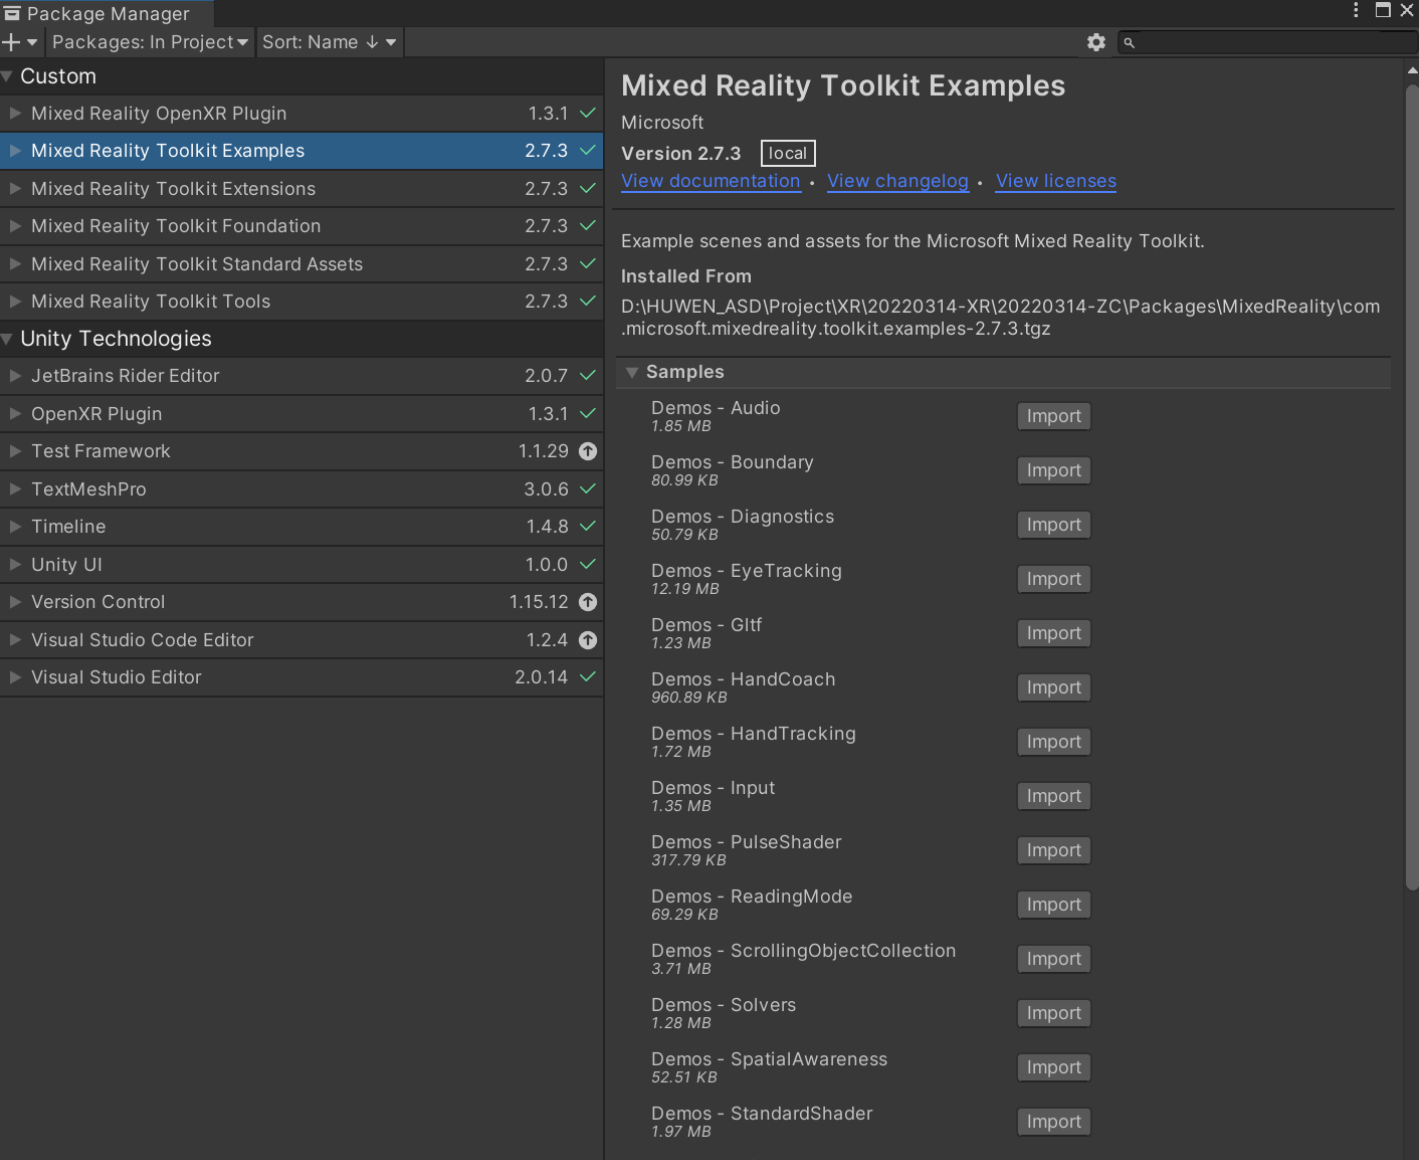 Package Manager
Packages: In Project
Sort: Name ↓
Custom
Mixed Reality OpenXR Plugin 1.3.1
Mixed Reality Toolkit Examples 2.7.3
Mixed Reality Toolkit Extensions 2.7.3
Mixed Reality Toolkit Foundation 2.7.3
Mixed Reality Toolkit Standard Assets 2.7.3
Mixed Reality Toolkit Tools 2.7.3
Unity Technologies
JetBrains Rider Editor 2.0.7
OpenXR Plugin 1.3.1
Test Framework 1.1.29
TextMeshPro 3.0.6
Timeline 1.4.8
Unity UI 1.0.0
Version Control 1.15.12
Visual Studio Code Editor 1.2.4
Visual Studio Editor 2.0.14
Mixed Reality Toolkit Examples
Microsoft
Version 2.7.3 local
View documentation • View changelog • View licenses
Example scenes and assets for the Microsoft Mixed Reality Toolkit.
Installed From
D:\HUWEN_ASD\Project\XR\20220314-XR\20220314-ZC\Packages\MixedReality\com
.microsoft.mixedreality.toolkit.examples-2.7.3.tgz
Samples
Demos - Audio
1.85 MB
Import
Demos - Boundary
80.99 KB
Import
Demos - Diagnostics
50.79 KB
Import
Demos - EyeTracking
12.19 MB
Import
Demos - Gltf
1.23 MB
Import
Demos - HandCoach
960.89 KB
Import
Demos - HandTracking
1.72 MB
Import
Demos - Input
1.35 MB
Import
Demos - PulseShader
317.79 KB
Import
Demos - ReadingMode
69.29 KB
Import
Demos - ScrollingObjectCollection
3.71 MB
Import
Demos - Solvers
1.28 MB
Import
Demos - SpatialAwareness
52.51 KB
Import
Demos - StandardShader
1.97 MB
Import